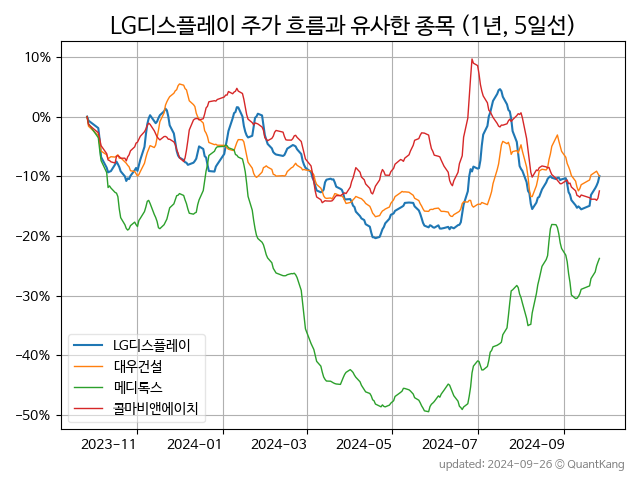 LG디스플레이 주가 흐름과 유사한 종목 (1년, 5일선)
10%
0%
−10%
−20%
−30%
−40%
−50%
LG디스플레이
대우건설
메디톡스
콜마비앤에이치
2023-11
2024-01
2024-03
2024-05
2024-07
2024-09
updated: 2024-09-26 © QuantKang